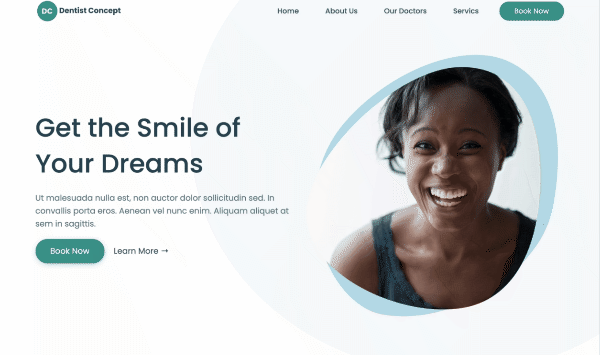 DC Dentist Concept
Home About Us Our Dactors Servics Book Now
Get the Smile of
Your Dreams
Ut malesuada nulla est, non auctor dolor sollicitudin sed. In
convallis porta eros. Aenean vel nunc enim. Aliquam aliquet at
sem in sagittis.
Book Now Learn More →